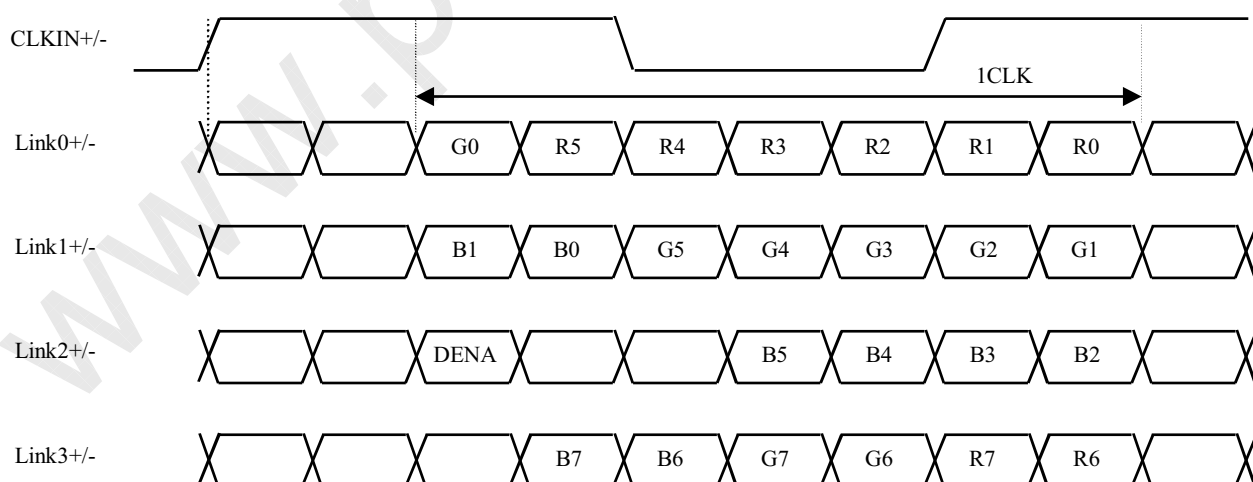 CLKIN+/-
1CLK
Link0+/- G0 R5 R4 R3 R2 R1 R0
Link1+/- B1 B0 G5 G4 G3 G2 G1
Link2+/- DENA B5 B4 B3 B2
Link3+/- B7 B6 G7 G6 R7 R6
www.p